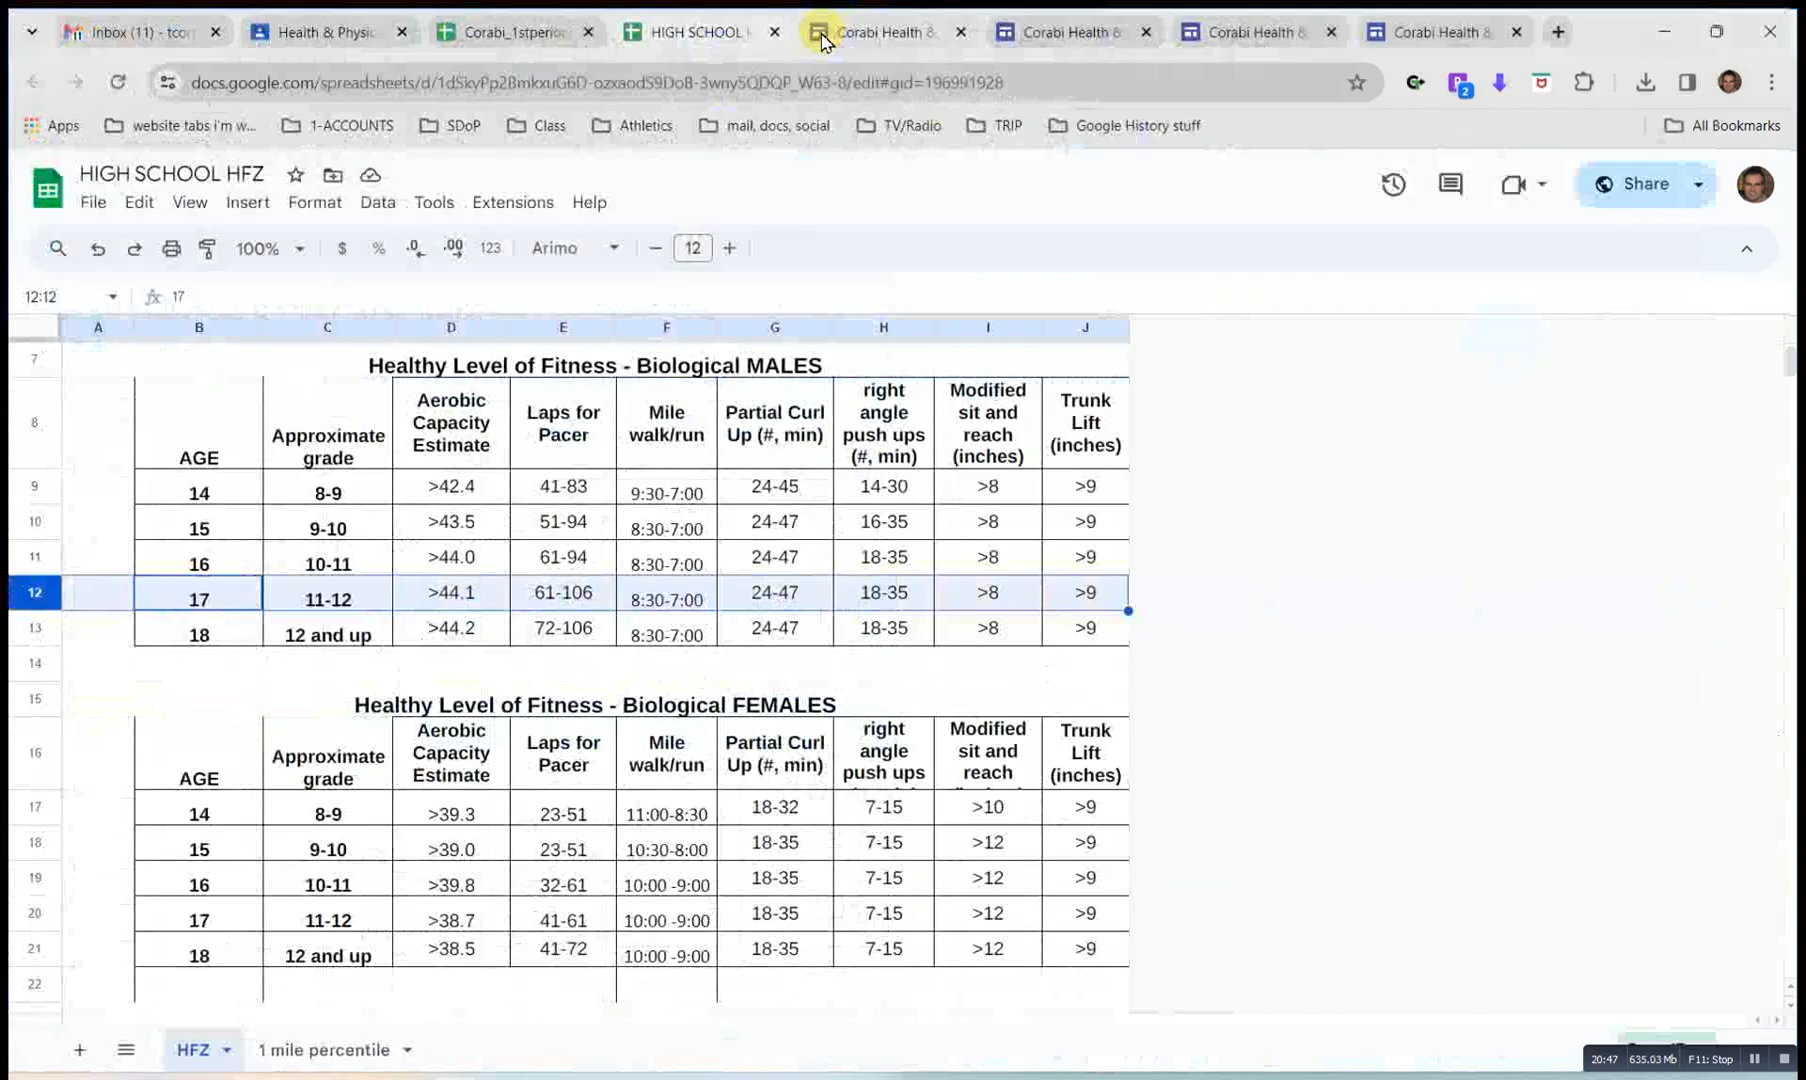 Inbox (11) - tcor
Health & Physic
Corabi_1stperio
HIGH SCHOOL
Corabi Health &
Corabi Health &
Corabi Health &
Corabi Health &
docs.google.com/spreadsheets/d/1dSkyPp2BmkxuG6D-ozxaodS9DoB-3wny5QDQP_W63-8/edit#gid=196991928
2
Apps website tabs i'm w... 1-ACCOUNTS SDoP Class Athletics mail, docs, social TV/Radio TRIP Google History stuff All Bookmarks
HIGH SCHOOL HFZ
File Edit View Insert Format Data Tools Extensions Help
Share
100% $ % .0 .00 123 Arimo − 12 +
12:12 fx 17
A B C D E F G H I J
7 Healthy Level of Fitness - Biological MALES
8 AGE Approximate grade Aerobic Capacity Estimate Laps for Pacer Mile walk/run Partial Curl Up (#, min) right angle push ups (#, min) Modified sit and reach (inches) Trunk Lift (inches)
9 14 8-9 >42.4 41-83 9:30-7:00 24-45 14-30 >8 >9
10 15 9-10 >43.5 51-94 8:30-7:00 24-47 16-35 >8 >9
11 16 10-11 >44.0 61-94 8:30-7:00 24-47 18-35 >8 >9
12 17 11-12 >44.1 61-106 8:30-7:00 24-47 18-35 >8 >9
13 18 12 and up >44.2 72-106 8:30-7:00 24-47 18-35 >8 >9
14
15 Healthy Level of Fitness - Biological FEMALES
16 AGE Approximate grade Aerobic Capacity Estimate Laps for Pacer Mile walk/run Partial Curl Up (#, min) right angle push ups Modified sit and reach Trunk Lift (inches)
17 14 8-9 >39.3 23-51 11:00-8:30 18-32 7-15 >10 >9
18 15 9-10 >39.0 23-51 10:30-8:00 18-35 7-15 >12 >9
19 16 10-11 >39.8 32-61 10:00 -9:00 18-35 7-15 >12 >9
20 17 11-12 >38.7 41-61 10:00 -9:00 18-35 7-15 >12 >9
21 18 12 and up >38.5 41-72 10:00 -9:00 18-35 7-15 >12 >9
22
HFZ 1 mile percentile
20:47 635.03 Mb F11: Stop